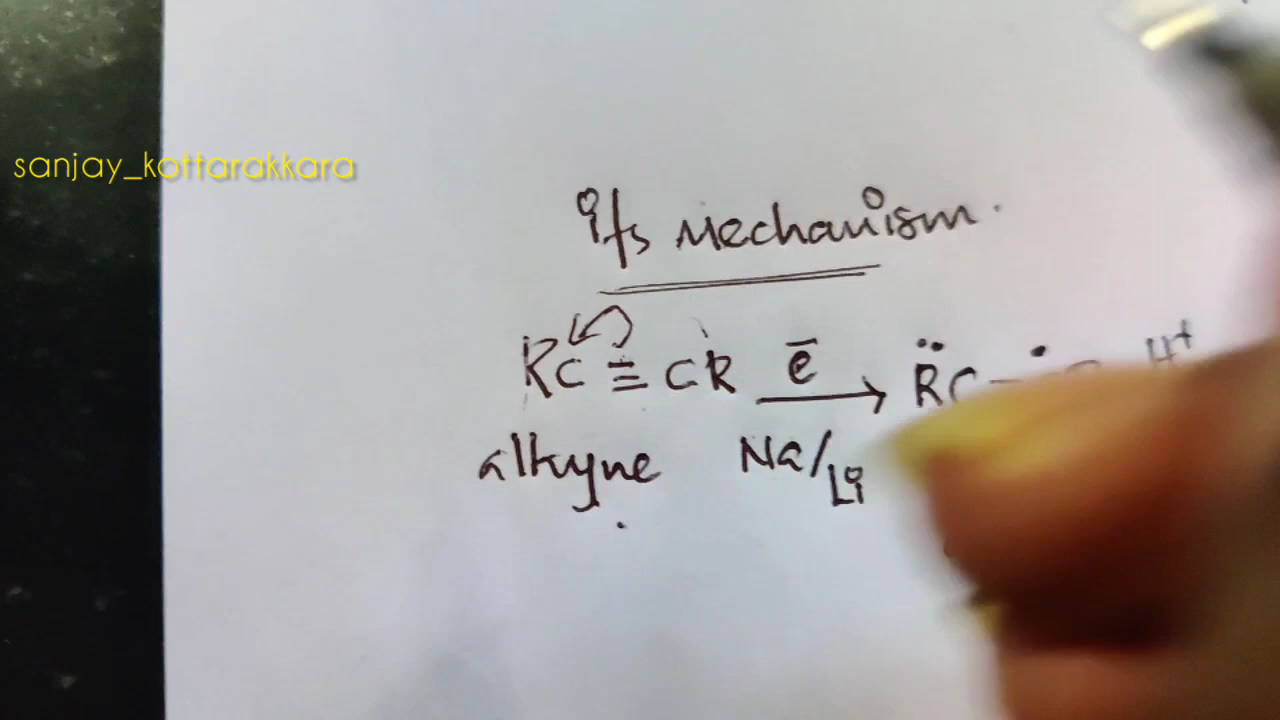 sanjay_kottarakkara
its Mechanism.
RC ≡ CR e̅ → R̈C H⁺
alkyne Na/Li